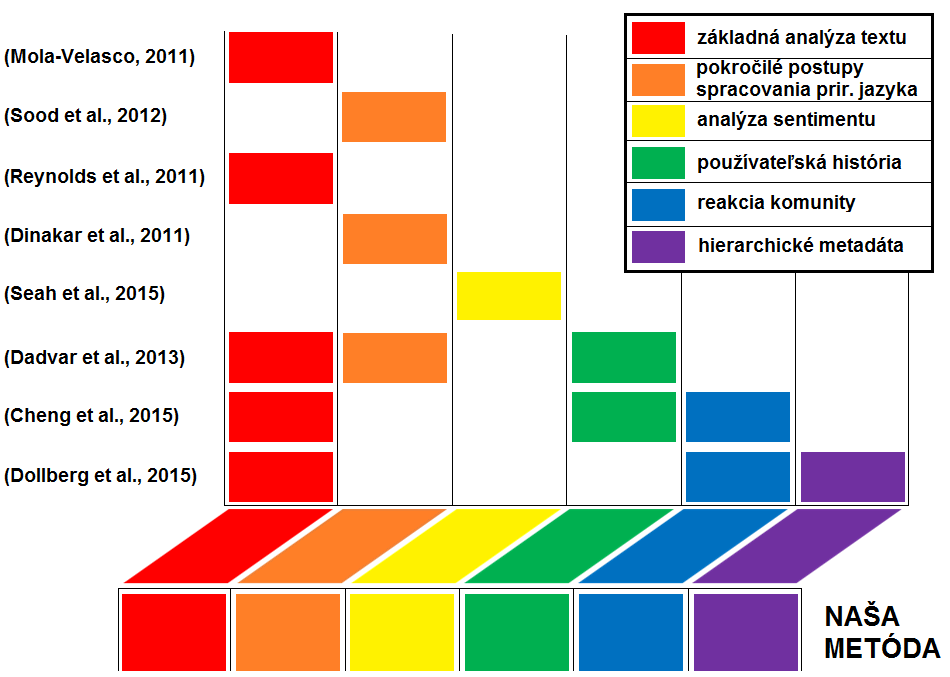 (Mola-Velasco, 2011)
(Sood et al., 2012)
(Reynolds et al., 2011)
(Dinakar et al., 2011)
(Seah et al., 2015)
(Dadvar et al., 2013)
(Cheng et al., 2015)
(Dollberg et al., 2015)
základná analýza textu
pokročilé postupy
spracovania prir. jazyka
analýza sentimentu
používateľská história
reakcia komunity
hierarchické metadáta
NAŠA
METÓDA